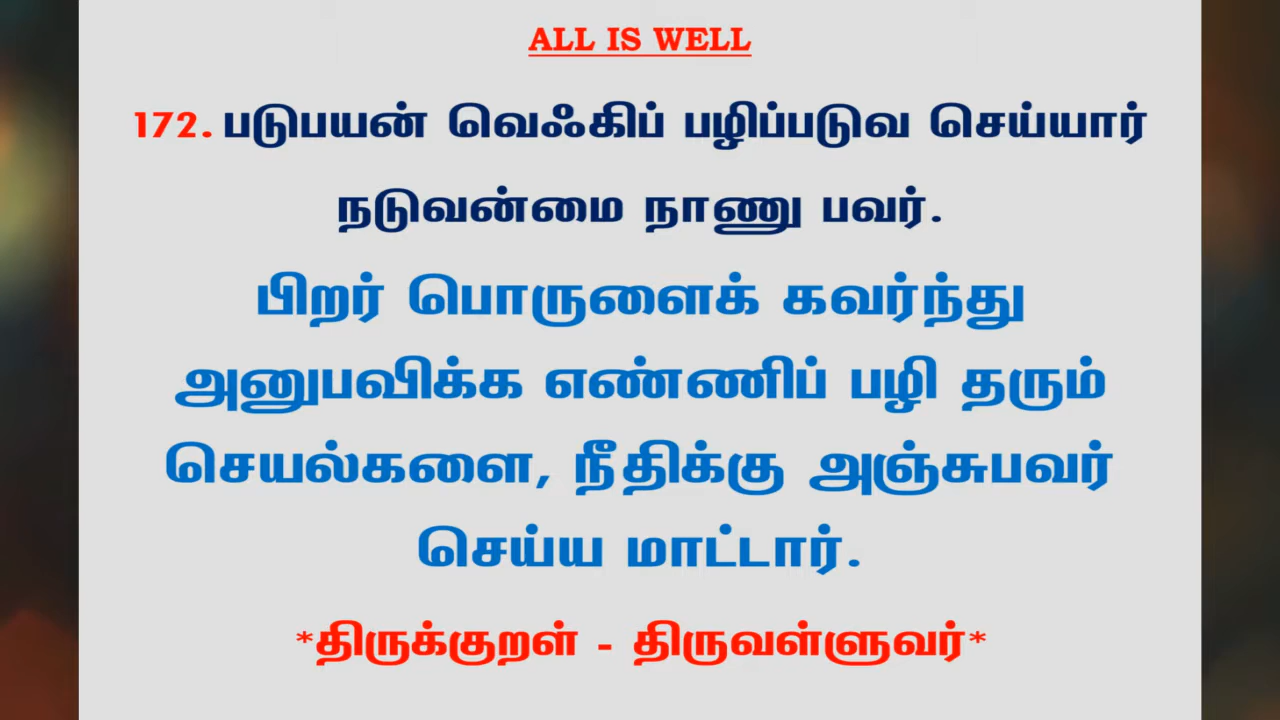 ALL IS WELL
172. படுபயன் வெஃகிப் பழிப்படுவ செய்யார்
நடுவன்மை நாணு பவர்.
பிறர் பொருளைக் கவர்ந்து
அனுபவிக்க எண்ணிப் பழி தரும்
செயல்களை, நீதிக்கு அஞ்சுபவர்
செய்ய மாட்டார்.
*திருக்குறள் - திருவள்ளுவர்*